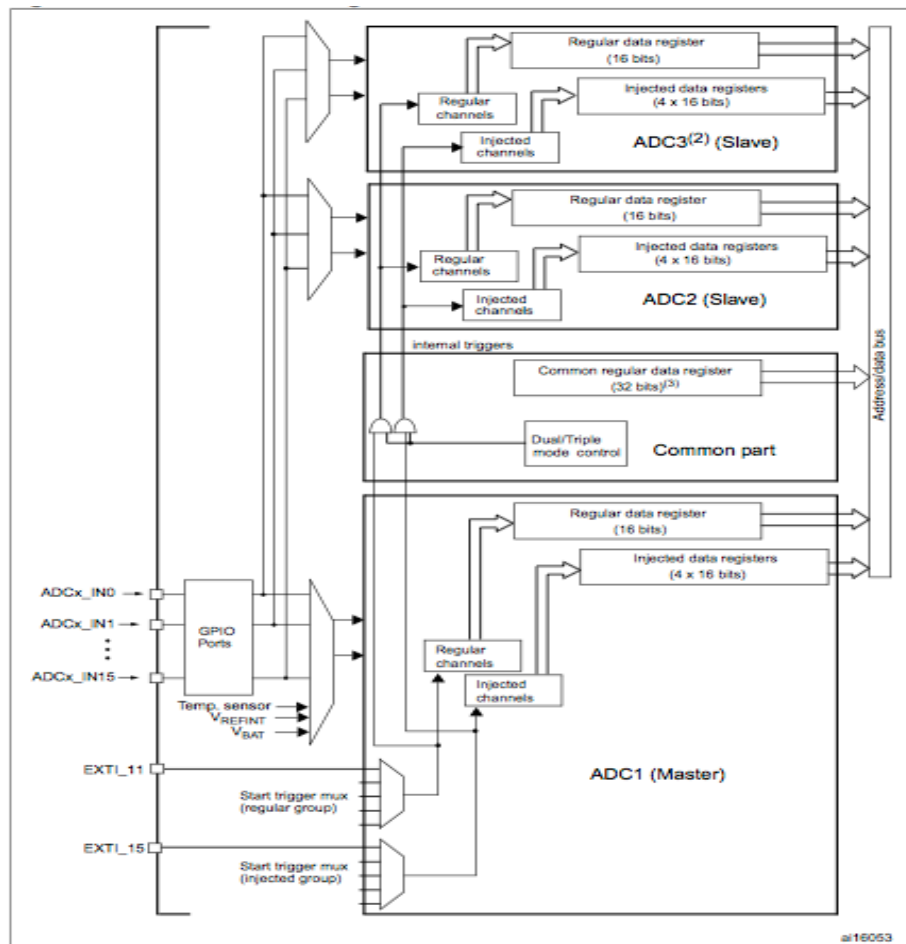 Regular data register
(16 bits)
Regular
channels
Injected data registers
(4 x 16 bits)
Injected
channels
ADC3(2) (Slave)
Regular data register
(16 bits)
Regular
channels
Injected data registers
(4 x 16 bits)
Injected
channels
ADC2 (Slave)
internal triggers
Common regular data register
(32 bits)(3)
Dual/Triple
mode control
Common part
Address/data bus
Regular data register
(16 bits)
Injected data registers
(4 x 16 bits)
ADCx_IN0
ADCx_IN1
ADCx_IN15
GPIO
Ports
Regular
channels
Injected
channels
Temp. sensor
VREFINT
VBAT
ADC1 (Master)
EXTI_11
Start trigger mux
(regular group)
EXTI_15
Start trigger mux
(injected group)
ai16053